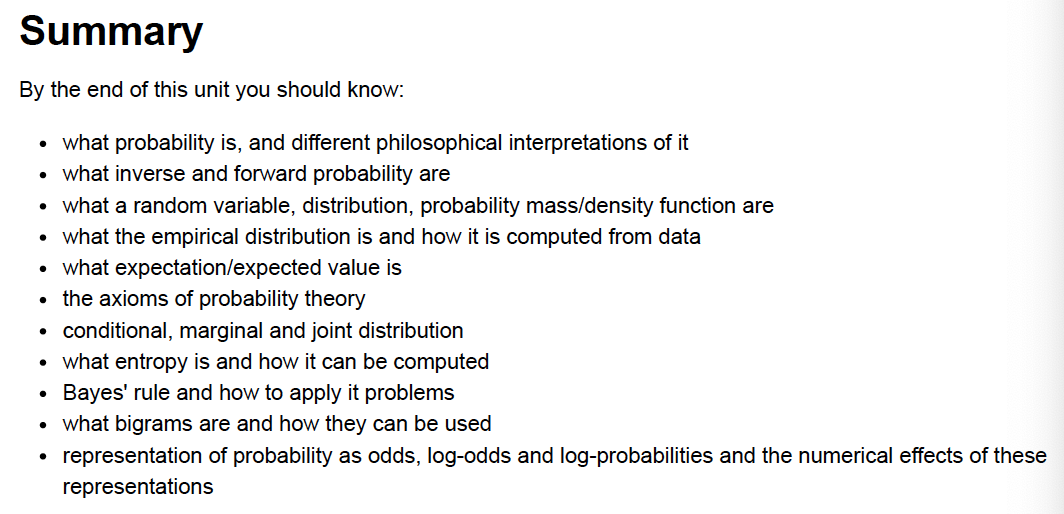 Summary
By the end of this unit you should know:
• what probability is, and different philosophical interpretations of it
• what inverse and forward probability are
• what a random variable, distribution, probability mass/density function are
• what the empirical distribution is and how it is computed from data
• what expectation/expected value is
• the axioms of probability theory
• conditional, marginal and joint distribution
• what entropy is and how it can be computed
• Bayes' rule and how to apply it problems
• what bigrams are and how they can be used
• representation of probability as odds, log-odds and log-probabilities and the numerical effects of these
representations